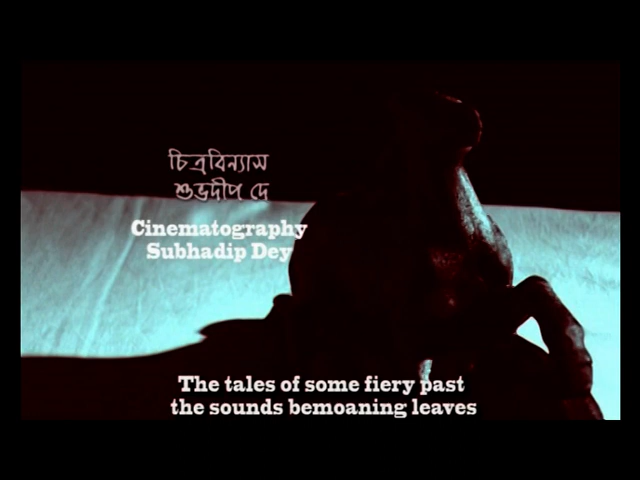 চিত্রবিন্যাস
শুভদীপ দে
Cinematography
Subhadip Dey
The tales of some fiery past
the sounds bemoaning leaves